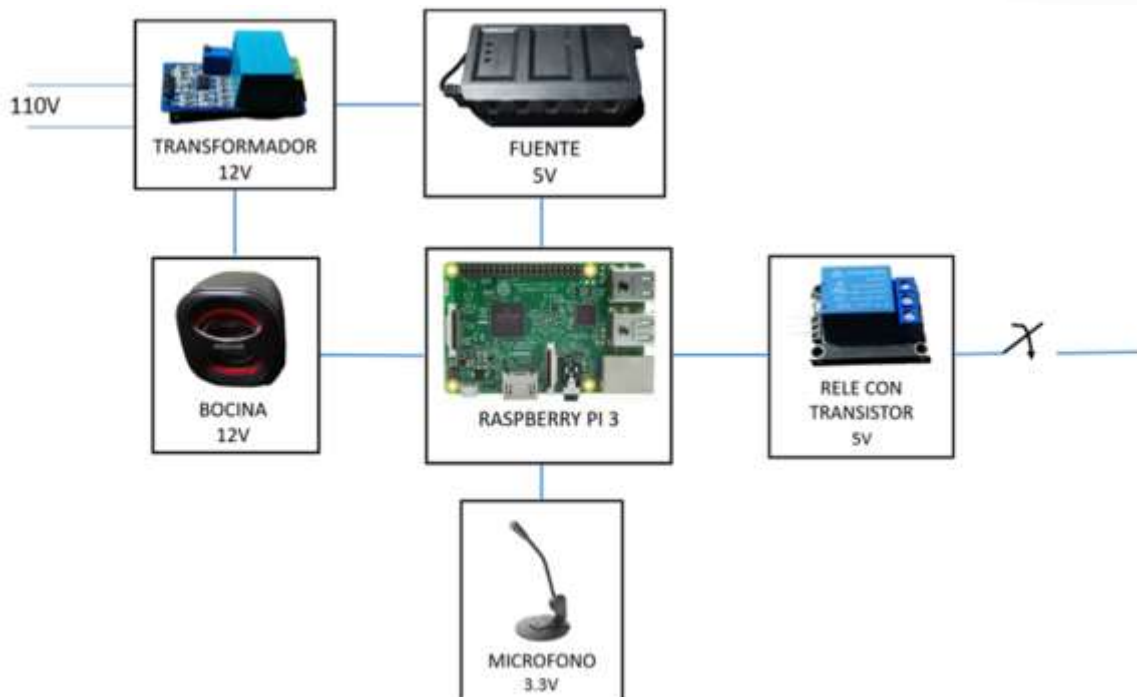 110V
TRANSFORMADOR
12V
FUENTE
5V
BOCINA
12V
RASPBERRY PI 3
RELE CON
TRANSISTOR
5V
MICROFONO
3.3V